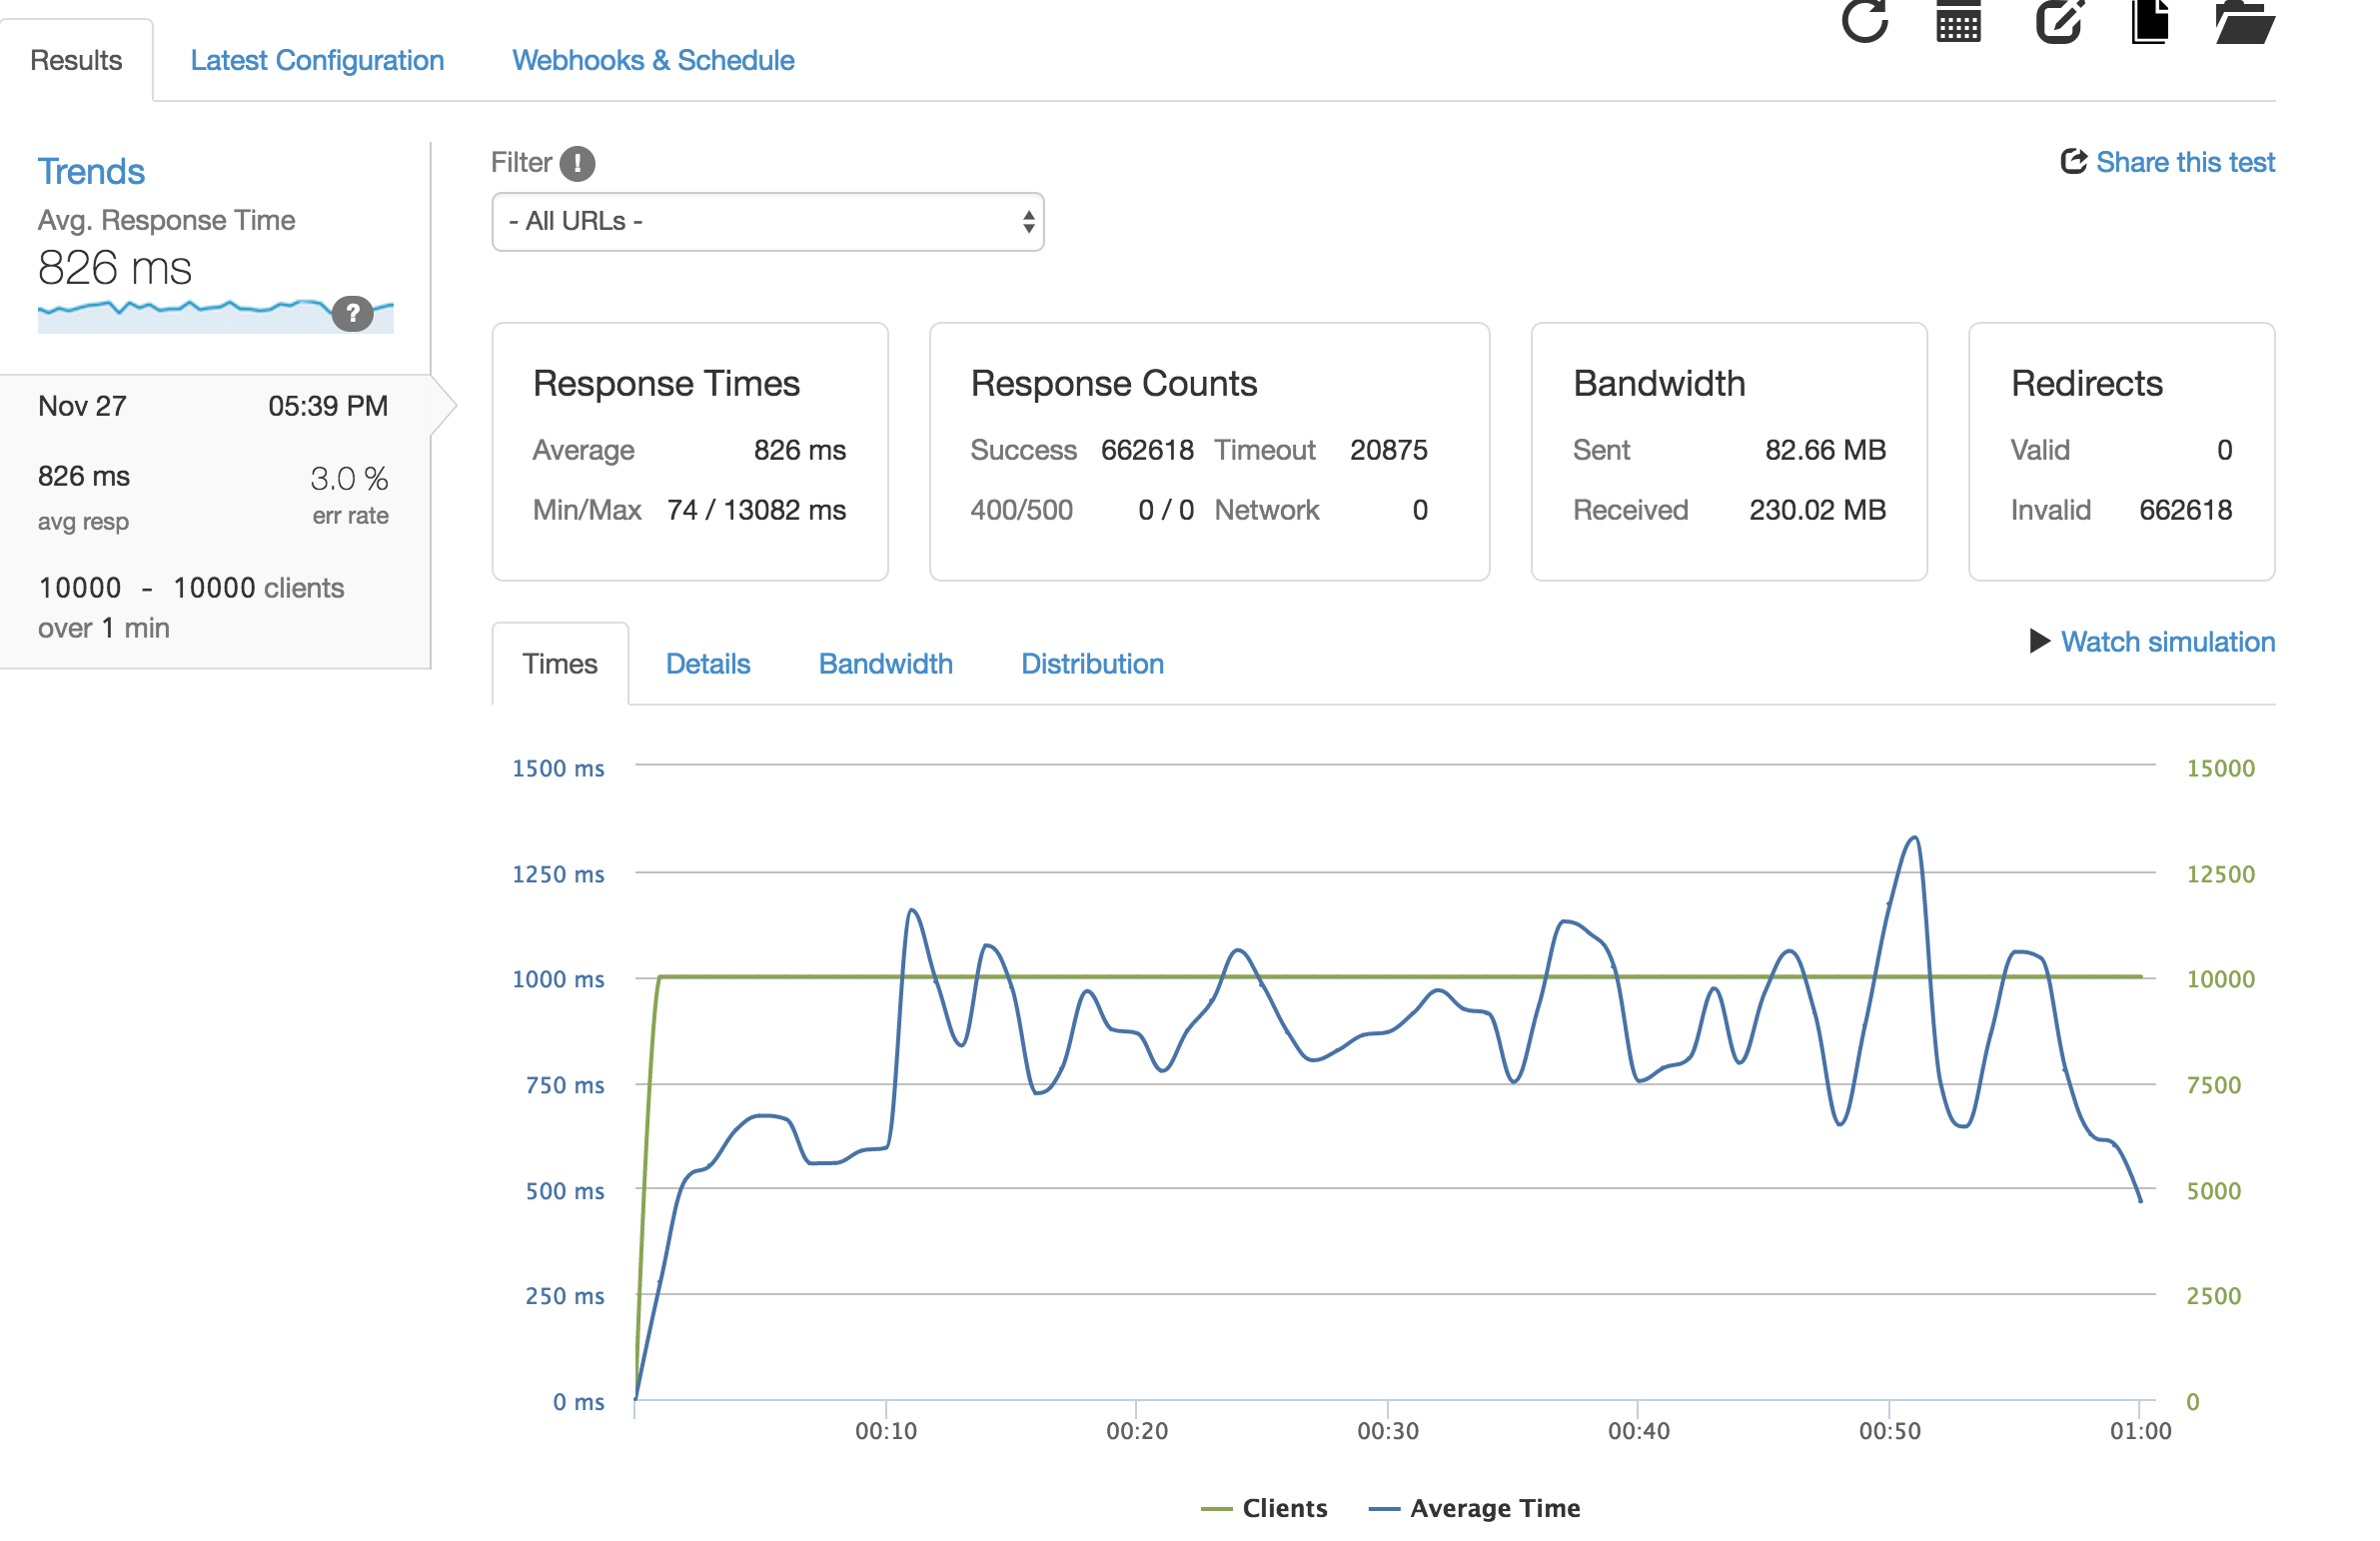 Results
Latest Configuration
Webhooks & Schedule
Trends
Avg. Response Time
826 ms
?
Nov 27 05:39 PM
826 ms 3.0 %
avg resp err rate
10000 - 10000 clients
over 1 min
Filter !
Share this test
- All URLs -
Response Times
Average 826 ms
Min/Max 74 / 13082 ms
Response Counts
Success 662618 Timeout 20875
400/500 0 / 0 Network 0
Bandwidth
Sent 82.66 MB
Received 230.02 MB
Redirects
Valid 0
Invalid 662618
Times Details Bandwidth Distribution
Watch simulation
1500 ms 15000
1250 ms 12500
1000 ms 10000
750 ms 7500
500 ms 5000
250 ms 2500
0 ms 0
00:10 00:20 00:30 00:40 00:50 01:00
Clients Average Time